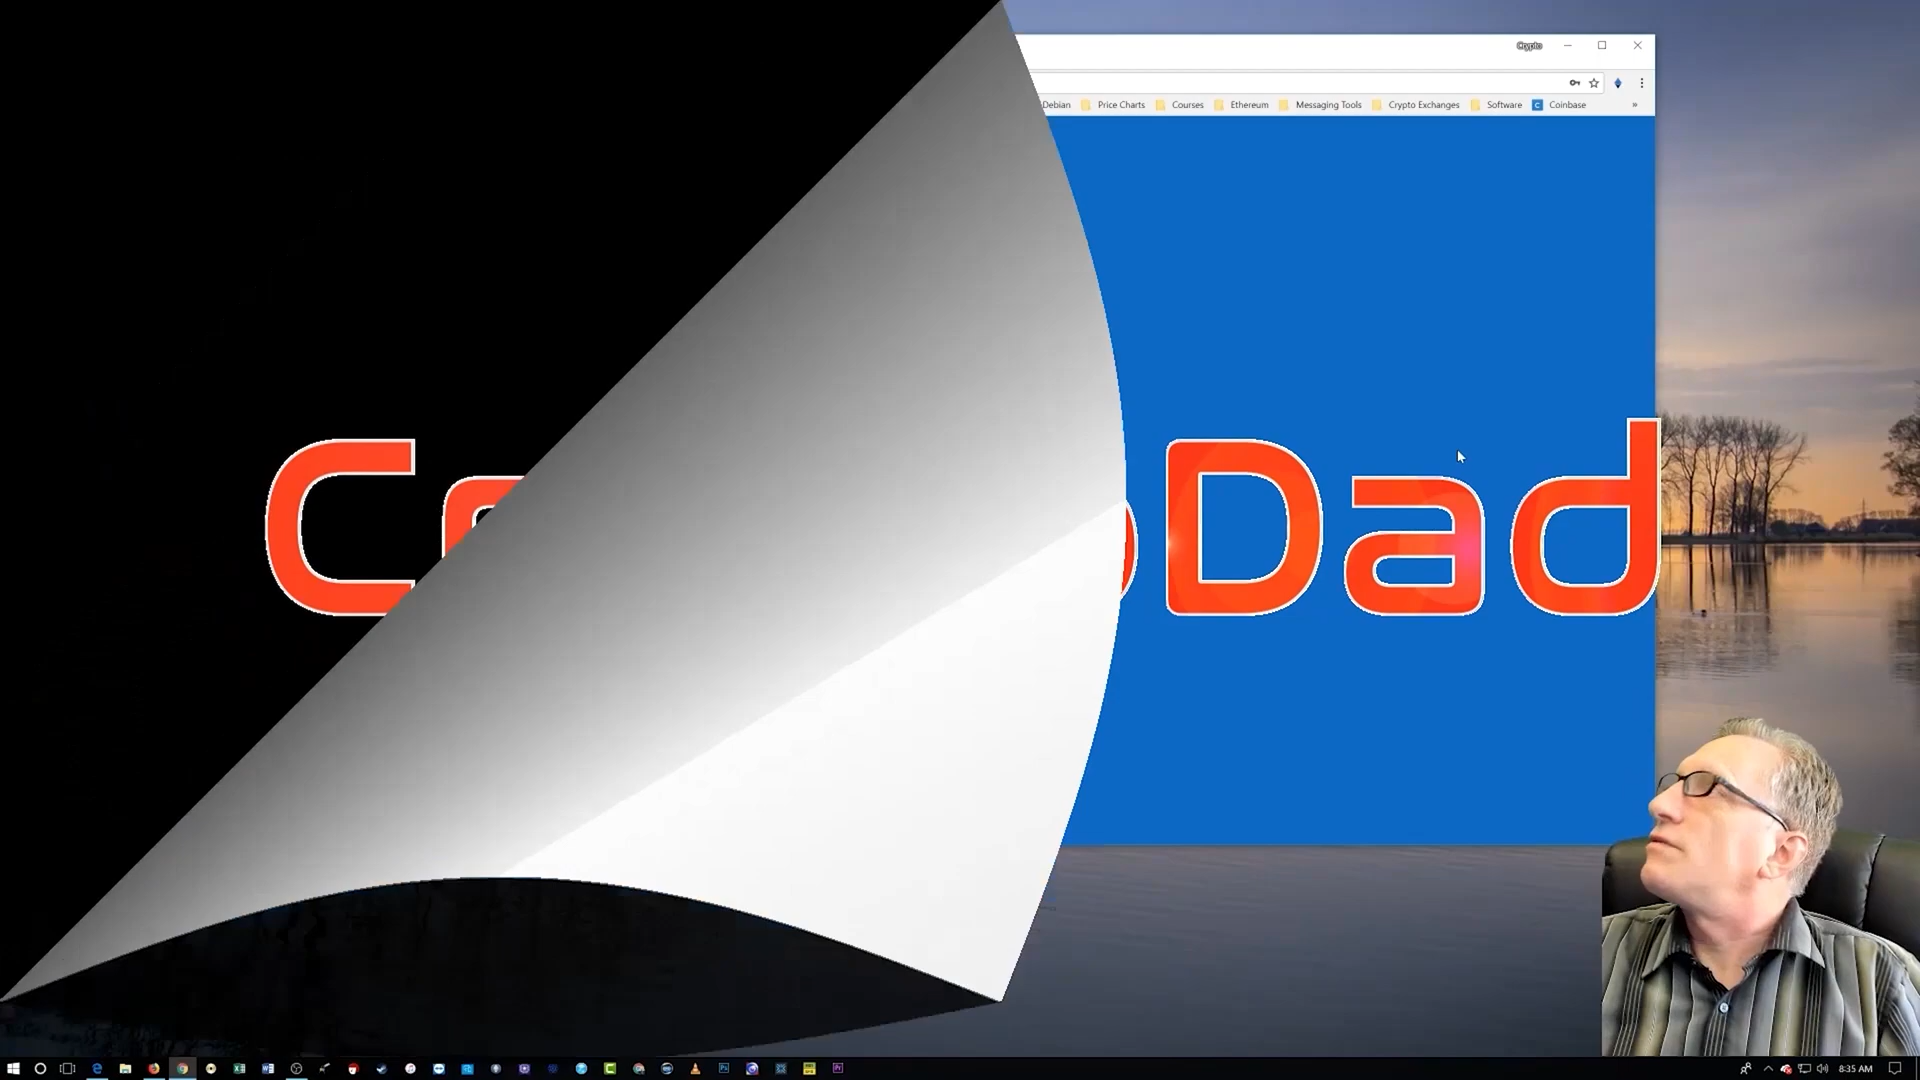 Crypto
Debian Price Charts Courses Ethereum Messaging Tools Crypto Exchanges Software Coinbase »
Dad
8:35 AM